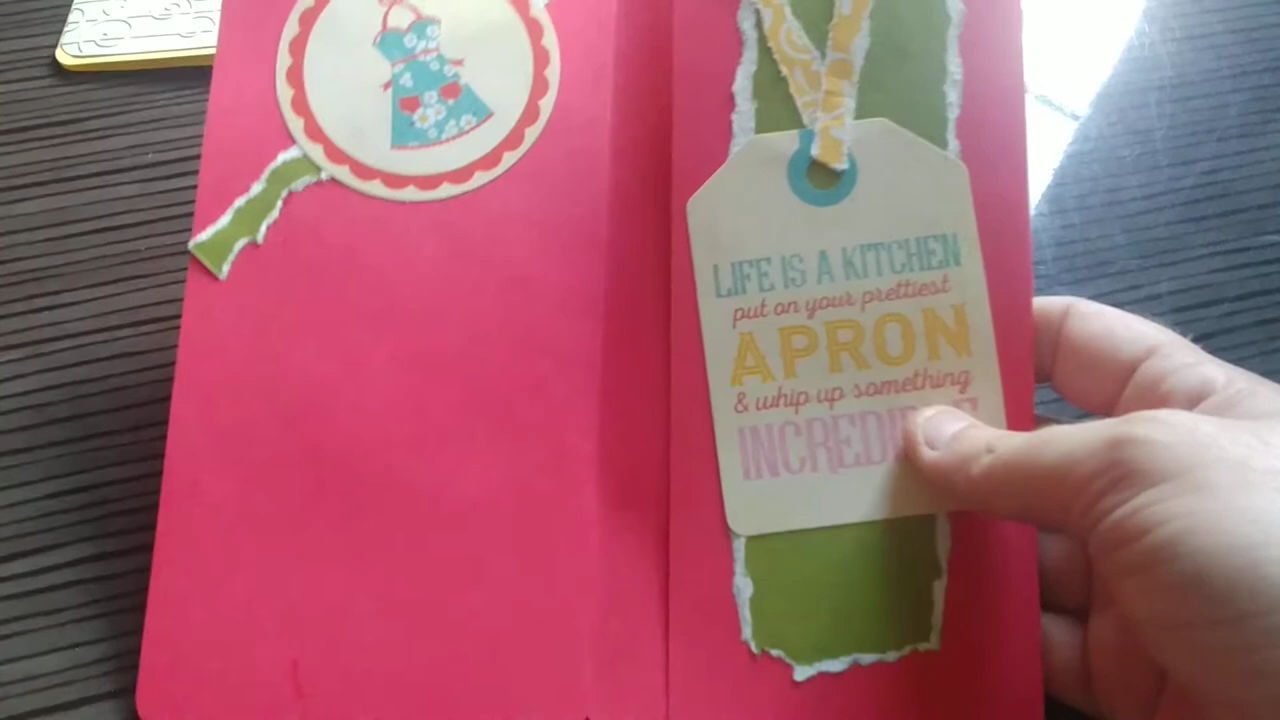 LIFE IS A KITCHEN
put on your prettiest
APRON
& whip up something